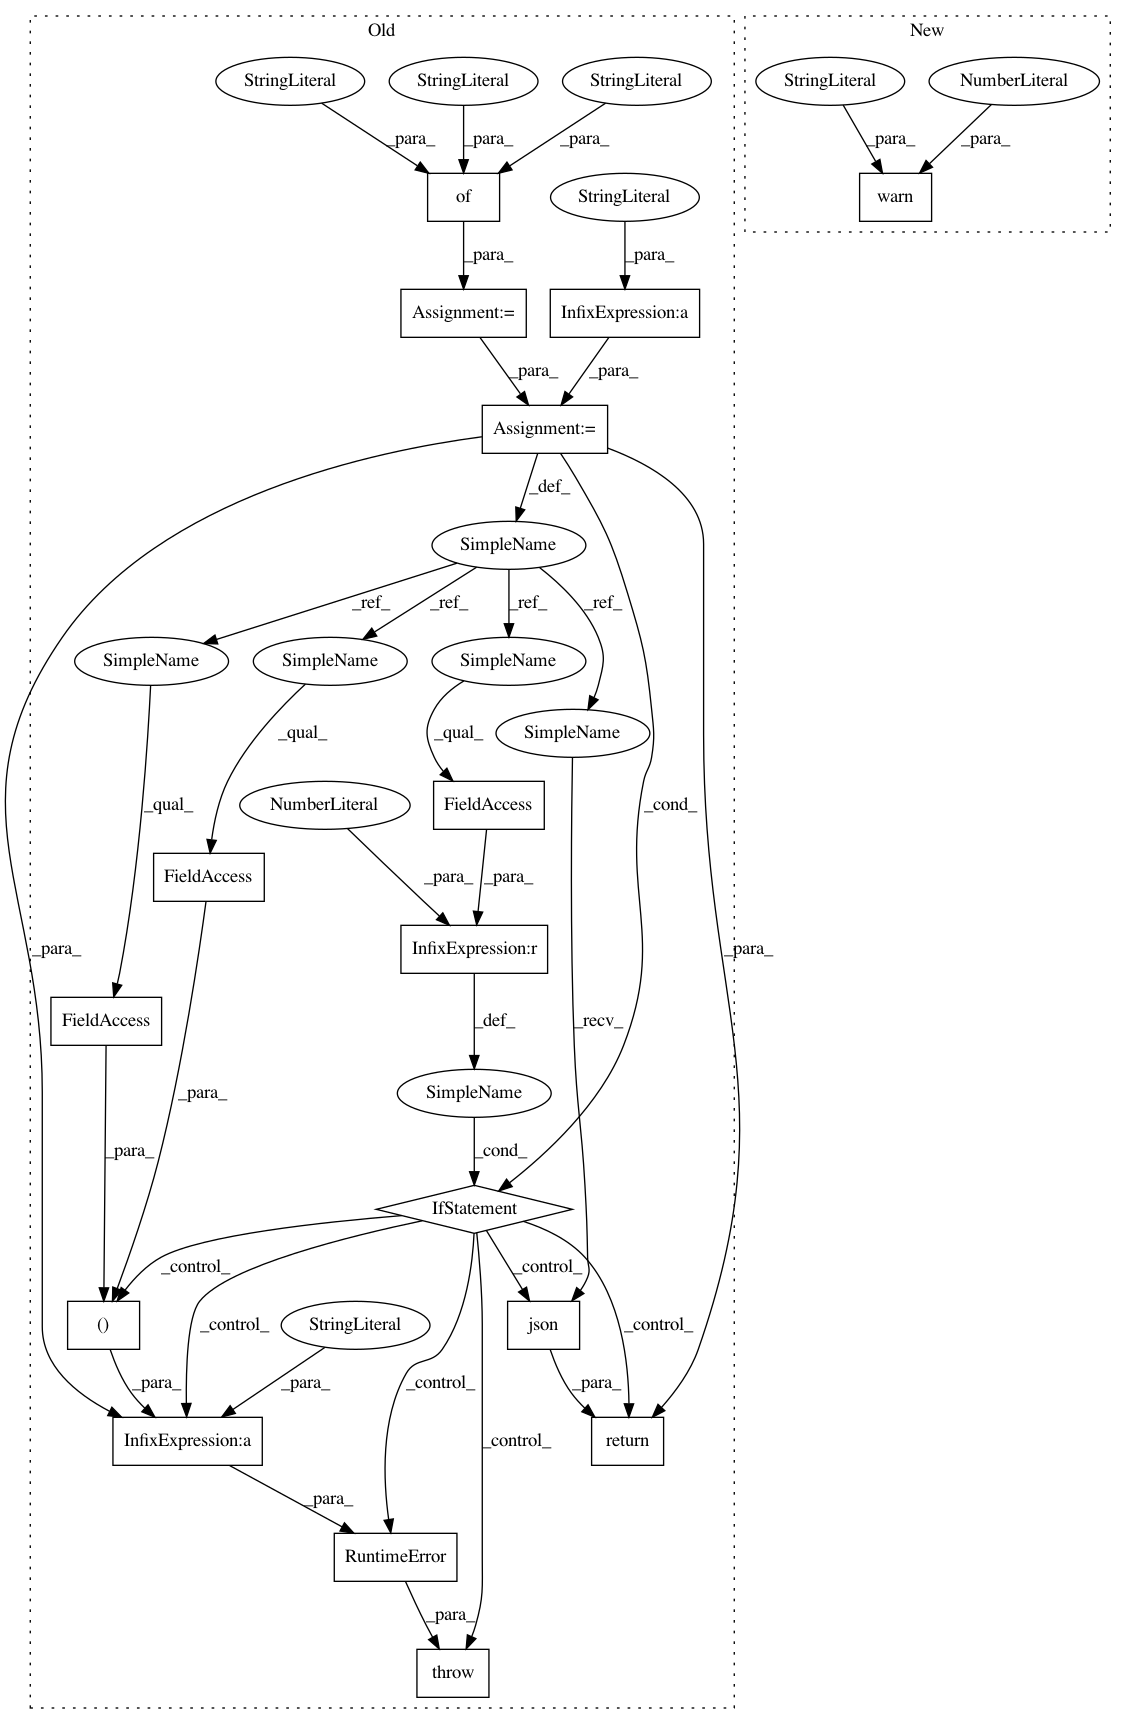 Old
New
StringLiteral
StringLiteral
StringLiteral
StringLiteral
NumberLiteral
_para_
_para_
_para_
_para_
_para_
of
StringLiteral
warn
_para_
_para_
Assignment:=
InfixExpression:a
_para_
_para_
Assignment:=
_def_
SimpleName
_ref_
_ref_
_ref_
_ref_
SimpleName
SimpleName
SimpleName
SimpleName
_qual_
_qual_
_qual_
_cond_
NumberLiteral
FieldAccess
FieldAccess
_para_
_para_
_para_
InfixExpression:r
_para_
FieldAccess
_def_
_recv_
_para_
SimpleName
_para_
_cond_
IfStatement
_control_
_control_
_control_
_control_
()
StringLiteral
json
_para_
_para_
_control_
_para_
InfixExpression:a
_control_
return
_para_
RuntimeError
_para_
throw